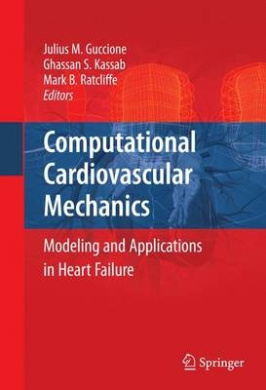 Julius M. Guccione
Ghassan S. Kassab
Mark B. Ratcliffe
Editors
Computational
Cardiovascular
Mechanics
Modeling and Applications
in Heart Failure
Springer